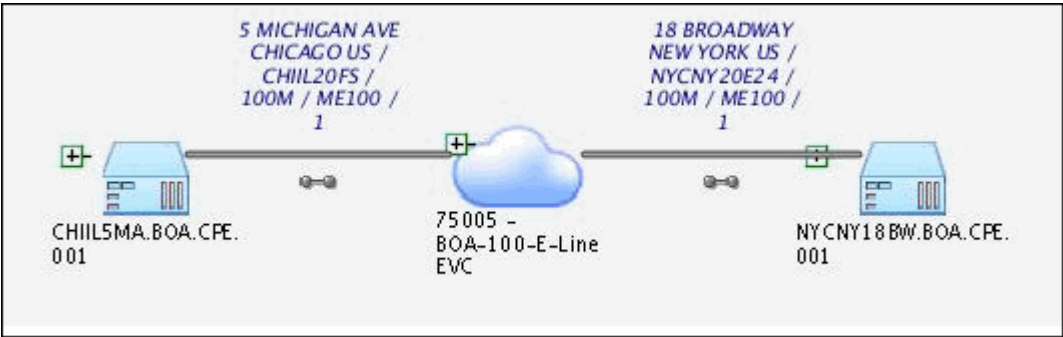 5 MICHIGAN AVE
CHICAGO US /
CHIIL20FS /
100M / ME100 /
1
18 BROADWAY
NEW YORK US /
NYCNY20E24 /
100M / ME100 /
1
CHIIL5MA.BOA.CPE.
001
75005 -
BOA-100-E-Line
EVC
NYCNY18BW.BOA.CPE.
001